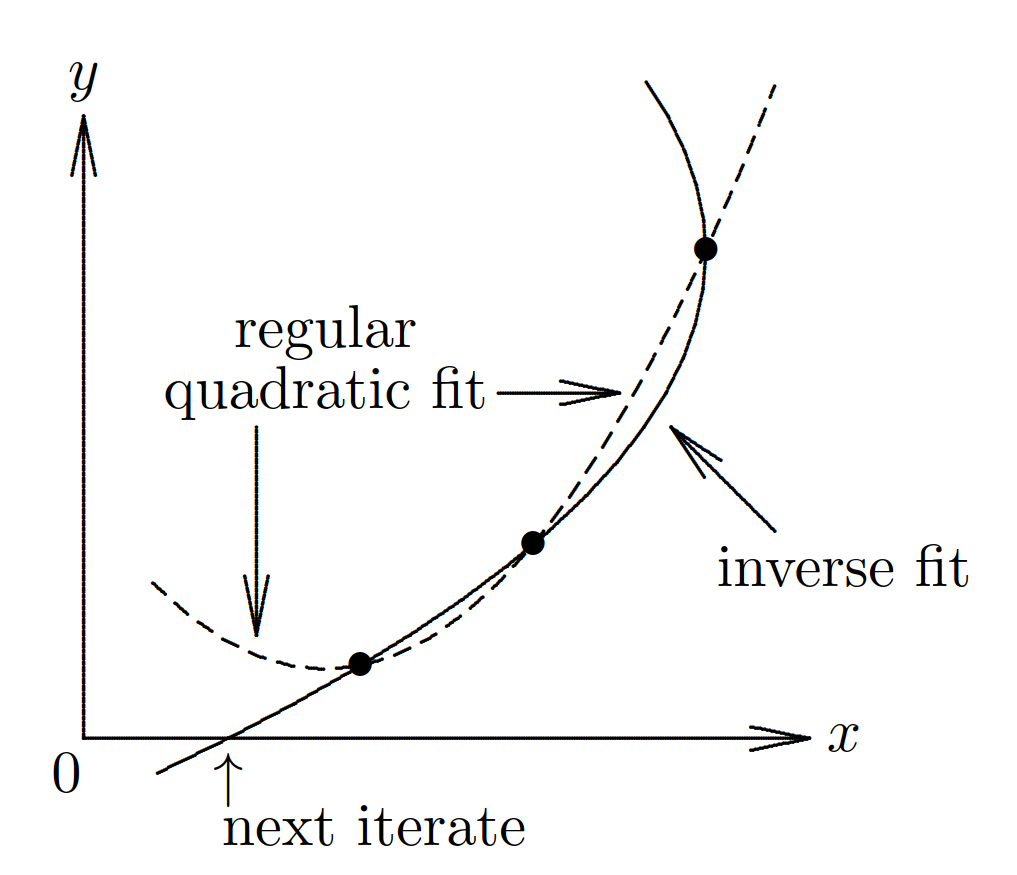 y
regular
quadratic fit
inverse fit
x
0
next iterate